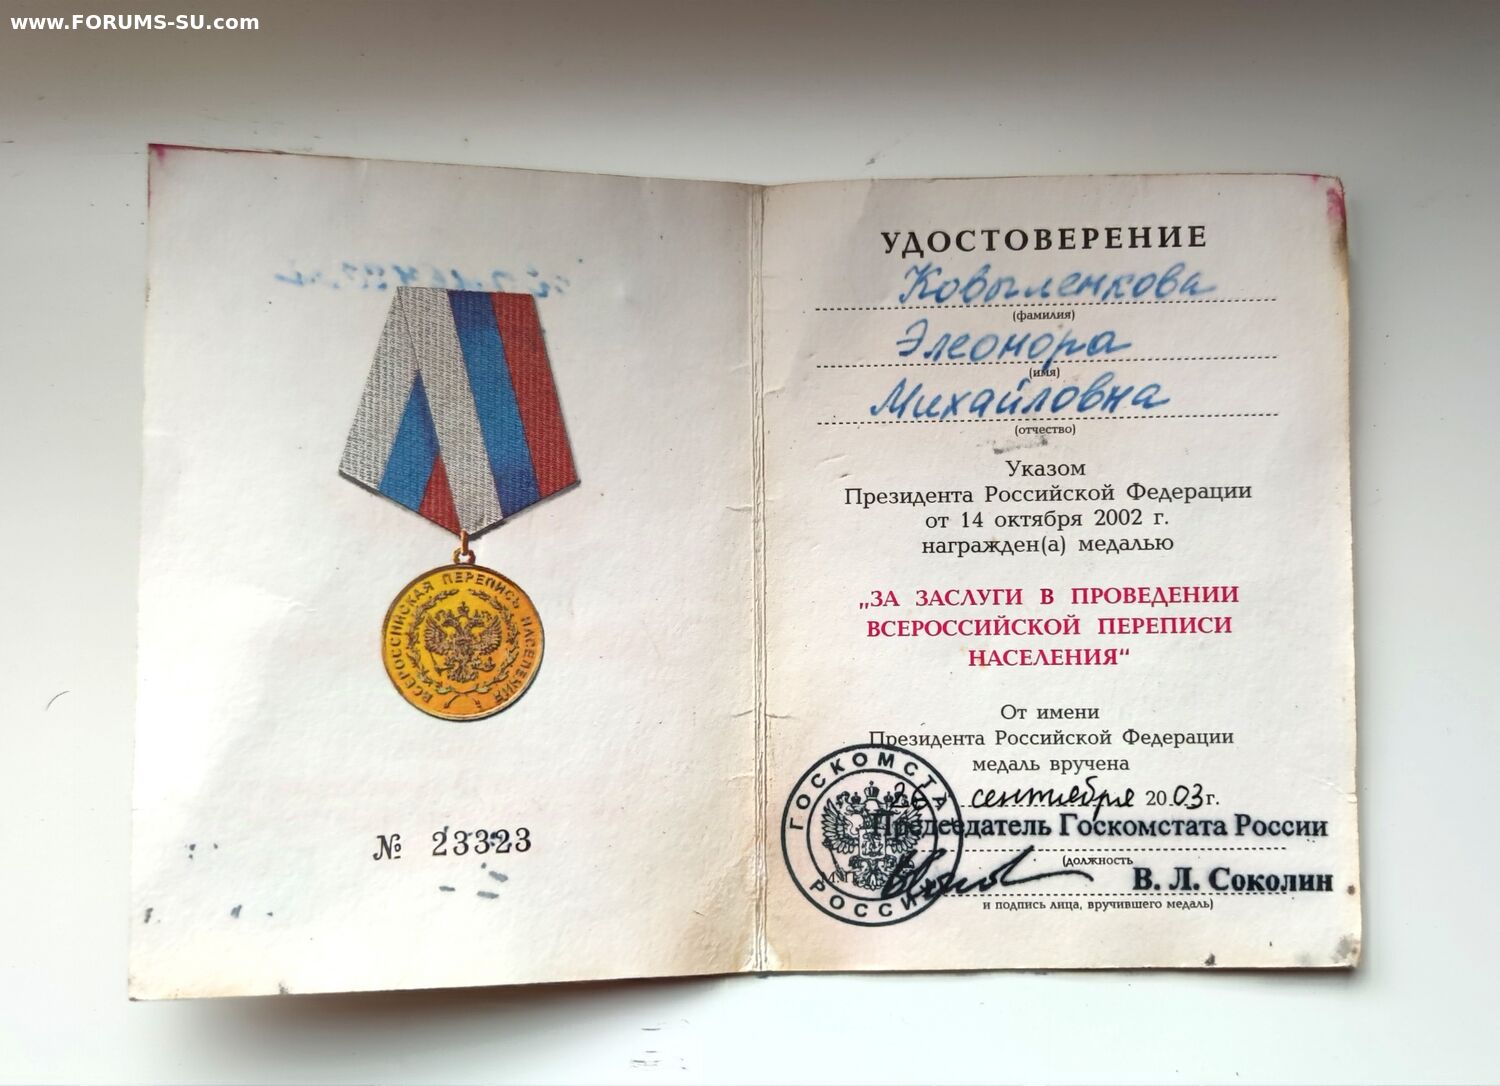 www.FORUMS-SU.com
ВСЕРОССИЙСКАЯ ПЕРЕПИСЬ НАСЕЛЕНИЯ
№ 23323
УДОСТОВЕРЕНИЕ
Ковыленкова
(фамилия)
Элеонора
(имя)
Михайловна
(отчество)
Указом
Президента Российской Федерации
от 14 октября 2002 г.
награжден(а) медалью
„ЗА ЗАСЛУГИ В ПРОВЕДЕНИИ
ВСЕРОССИЙСКОЙ ПЕРЕПИСИ
НАСЕЛЕНИЯ“
От имени
Президента Российской Федерации
медаль вручена
сентября 2003г.
Председатель Госкомстата России
(должность
М.П.
В. Л. Соколин
и подпись лица, вручившего медаль)
ГОСКОМСТАТ
РОССИИ